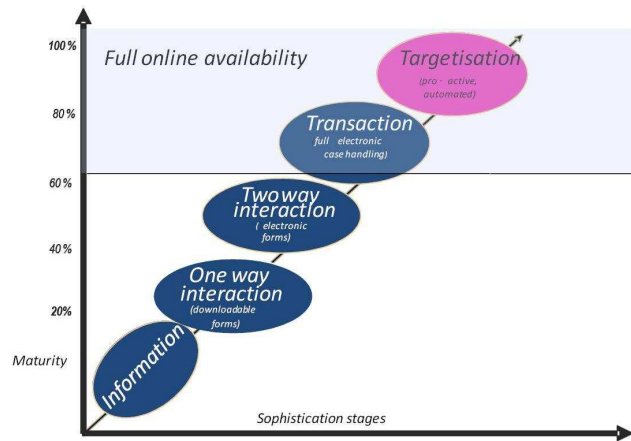 100%
Full online availability
Targetisation
(pro - active,
automated)
80%
Transaction
full electronic
case handling)
60%
Two way
interaction
( electronic
forms)
40%
One way
interaction
(downloadable
forms)
20%
Information
Maturity
Sophistication stages